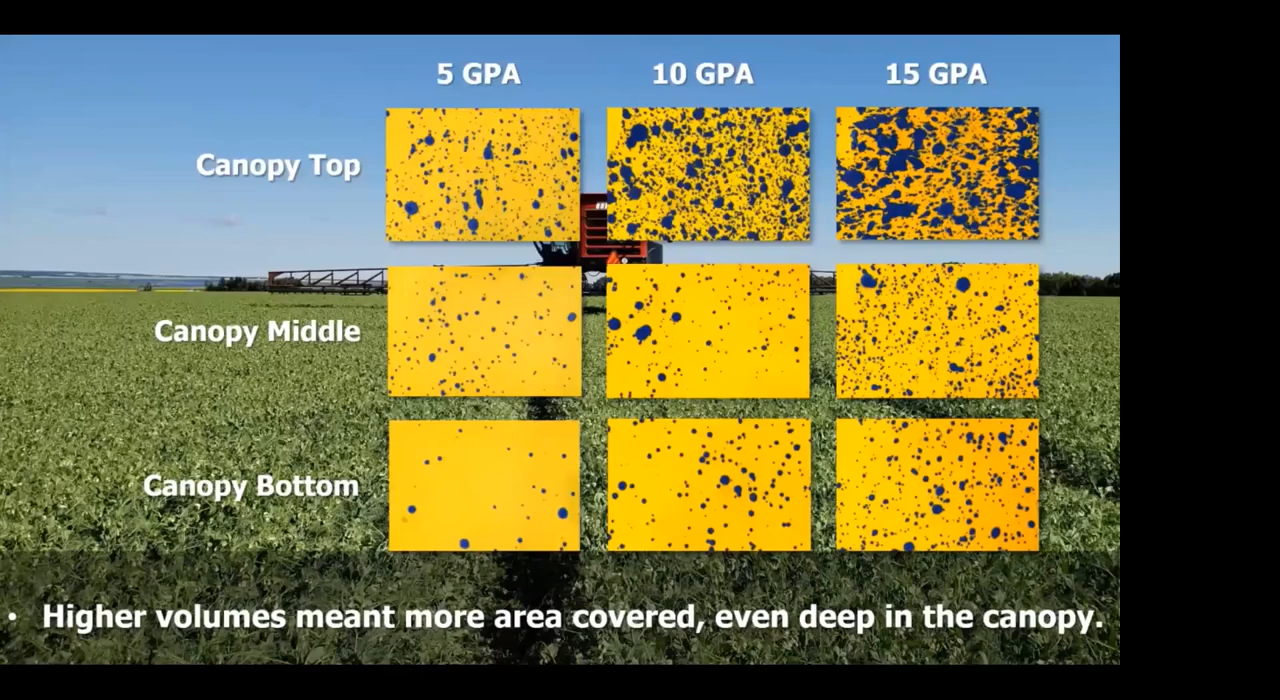 5 GPA
10 GPA
15 GPA
Canopy Top
Canopy Middle
Canopy Bottom
• Higher volumes meant more area covered, even deep in the canopy.